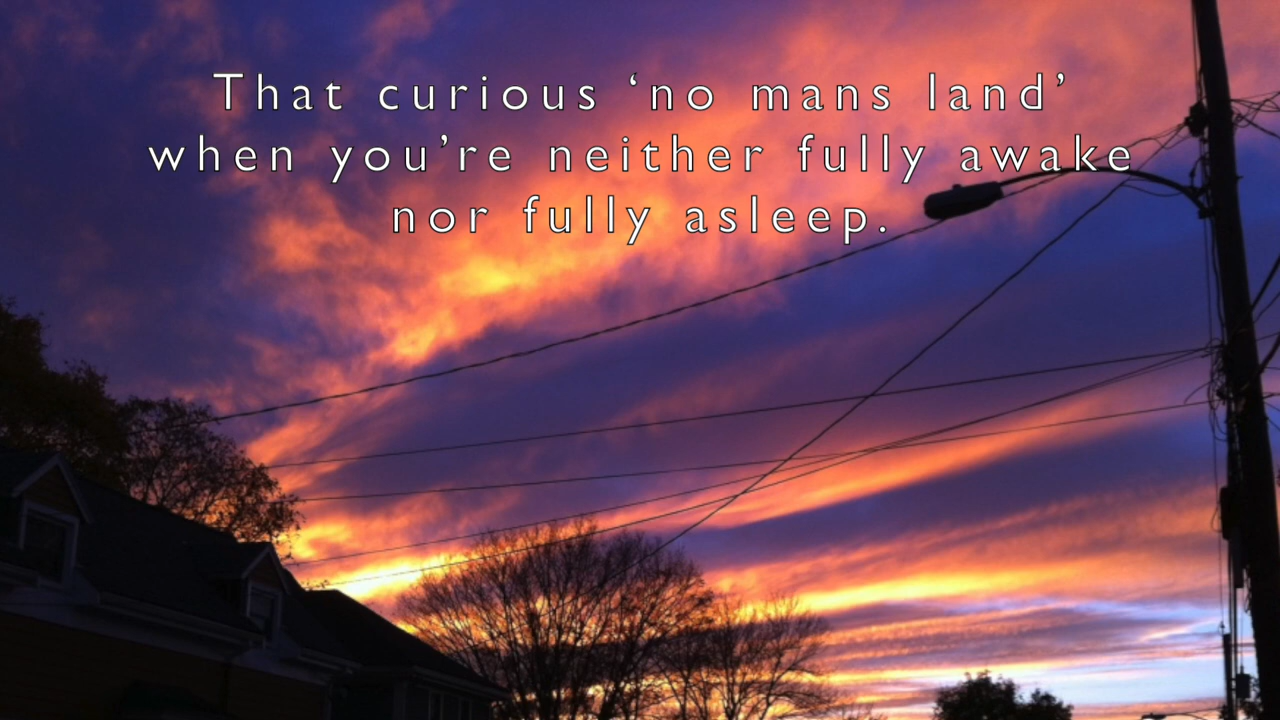 That curious ‘no mans land’
when you’re neither fully awake
nor fully asleep.